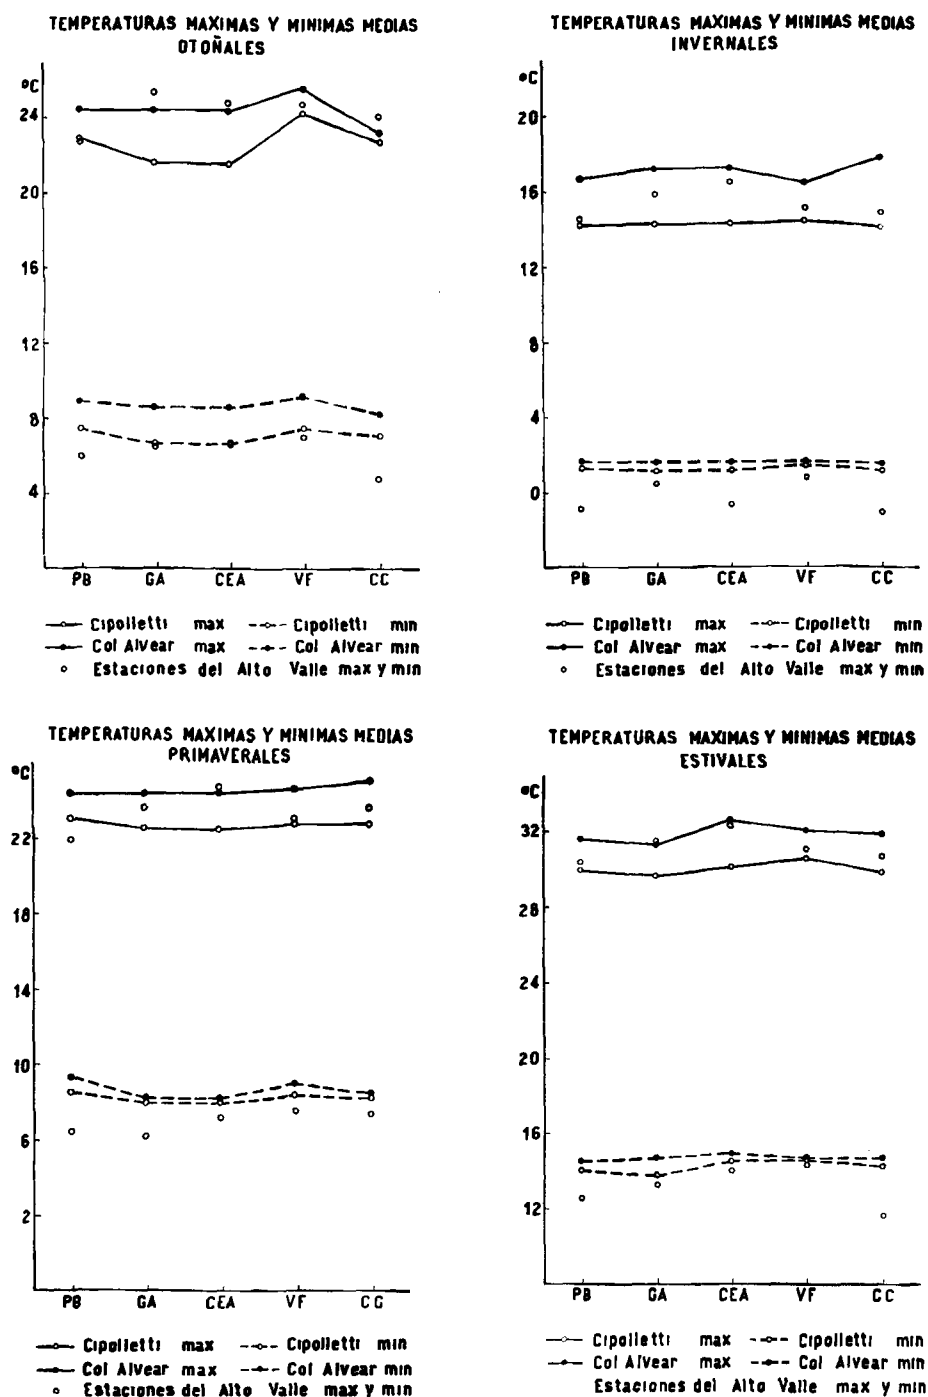 TEMPERATURAS MAXIMAS Y MINIMAS MEDIAS
OTOÑALES
ºC
24
20
16
12
8
4
PB GA CEA VF CC
Cipolletti max Cipolletti min
Col Alvear max Col Alvear min
Estaciones del Alto Valle max y min
TEMPERATURAS MAXIMAS Y MINIMAS MEDIAS
INVERNALES
ºC
20
16
12
8
4
0
PB GA CEA VF CC
Cipolletti max Cipolletti min
Col Alvear max Col Alvear min
Estaciones del Alto Valle max y min
TEMPERATURAS MAXIMAS Y MINIMAS MEDIAS
PRIMAVERALES
ºC
22
18
14
10
6
2
PB GA CEA VF CC
Cipolletti max Cipolletti min
Col Alvear max Col Alvear min
Estaciones del Alto Valle max y min
TEMPERATURAS MAXIMAS Y MINIMAS MEDIAS
ESTIVALES
ºC
32
28
24
20
16
12
PB GA CEA VF CC
Cipolletti max Cipolletti min
Col Alvear max Col Alvear min
Estaciones del Alto Valle max y min